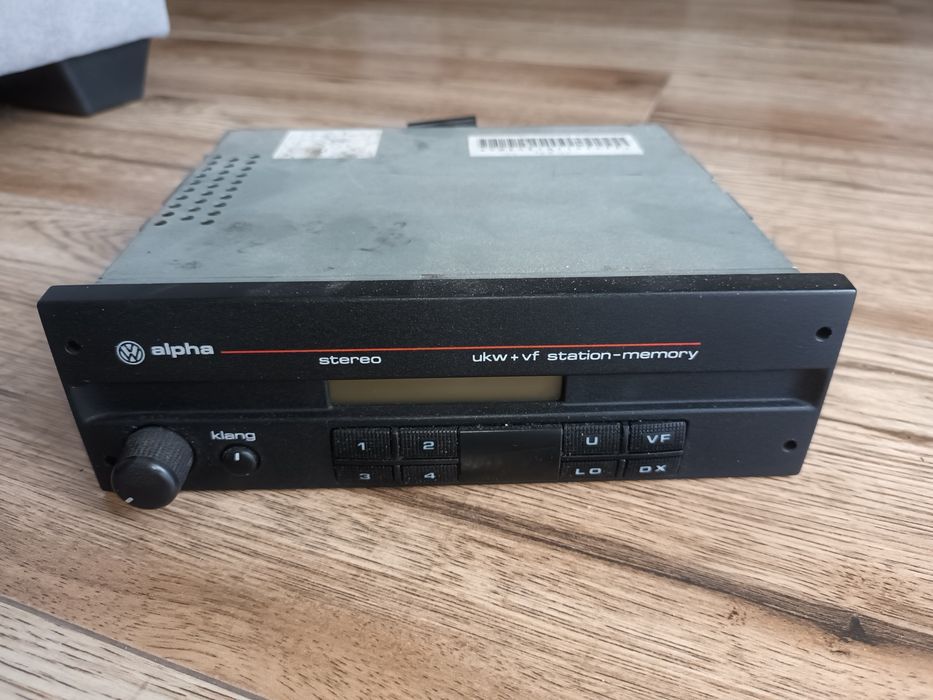 alpha
stereo
ukw + vf station-memory
klang
1 2 U VF
3 4 LO DX